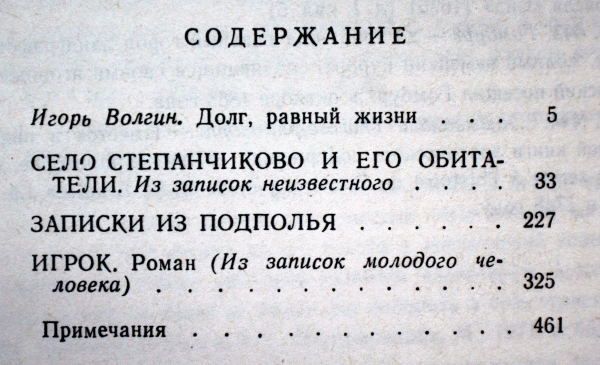 СОДЕРЖАНИЕ
Игорь Волгин. Долг, равный жизни . . . . 5
СЕЛО СТЕПАНЧИКОВО И ЕГО ОБИТА-
ТЕЛИ. Из записок неизвестного . . . . 33
ЗАПИСКИ ИЗ ПОДПОЛЬЯ . . . . . . 227
ИГРОК. Роман (Из записок молодого че-
ловека) . . . . . . . . . . . . 325
Примечания . . . . . . . . . . 461